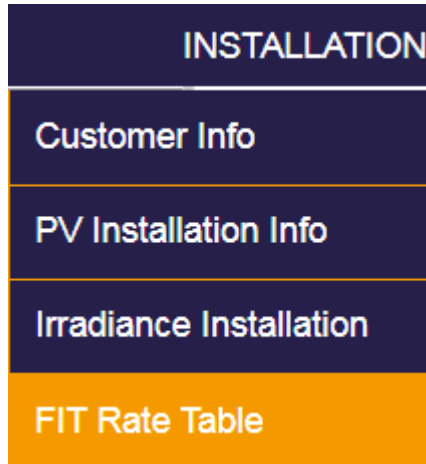 INSTALLATION
Customer Info
PV Installation Info
Irradiance Installation
FIT Rate Table